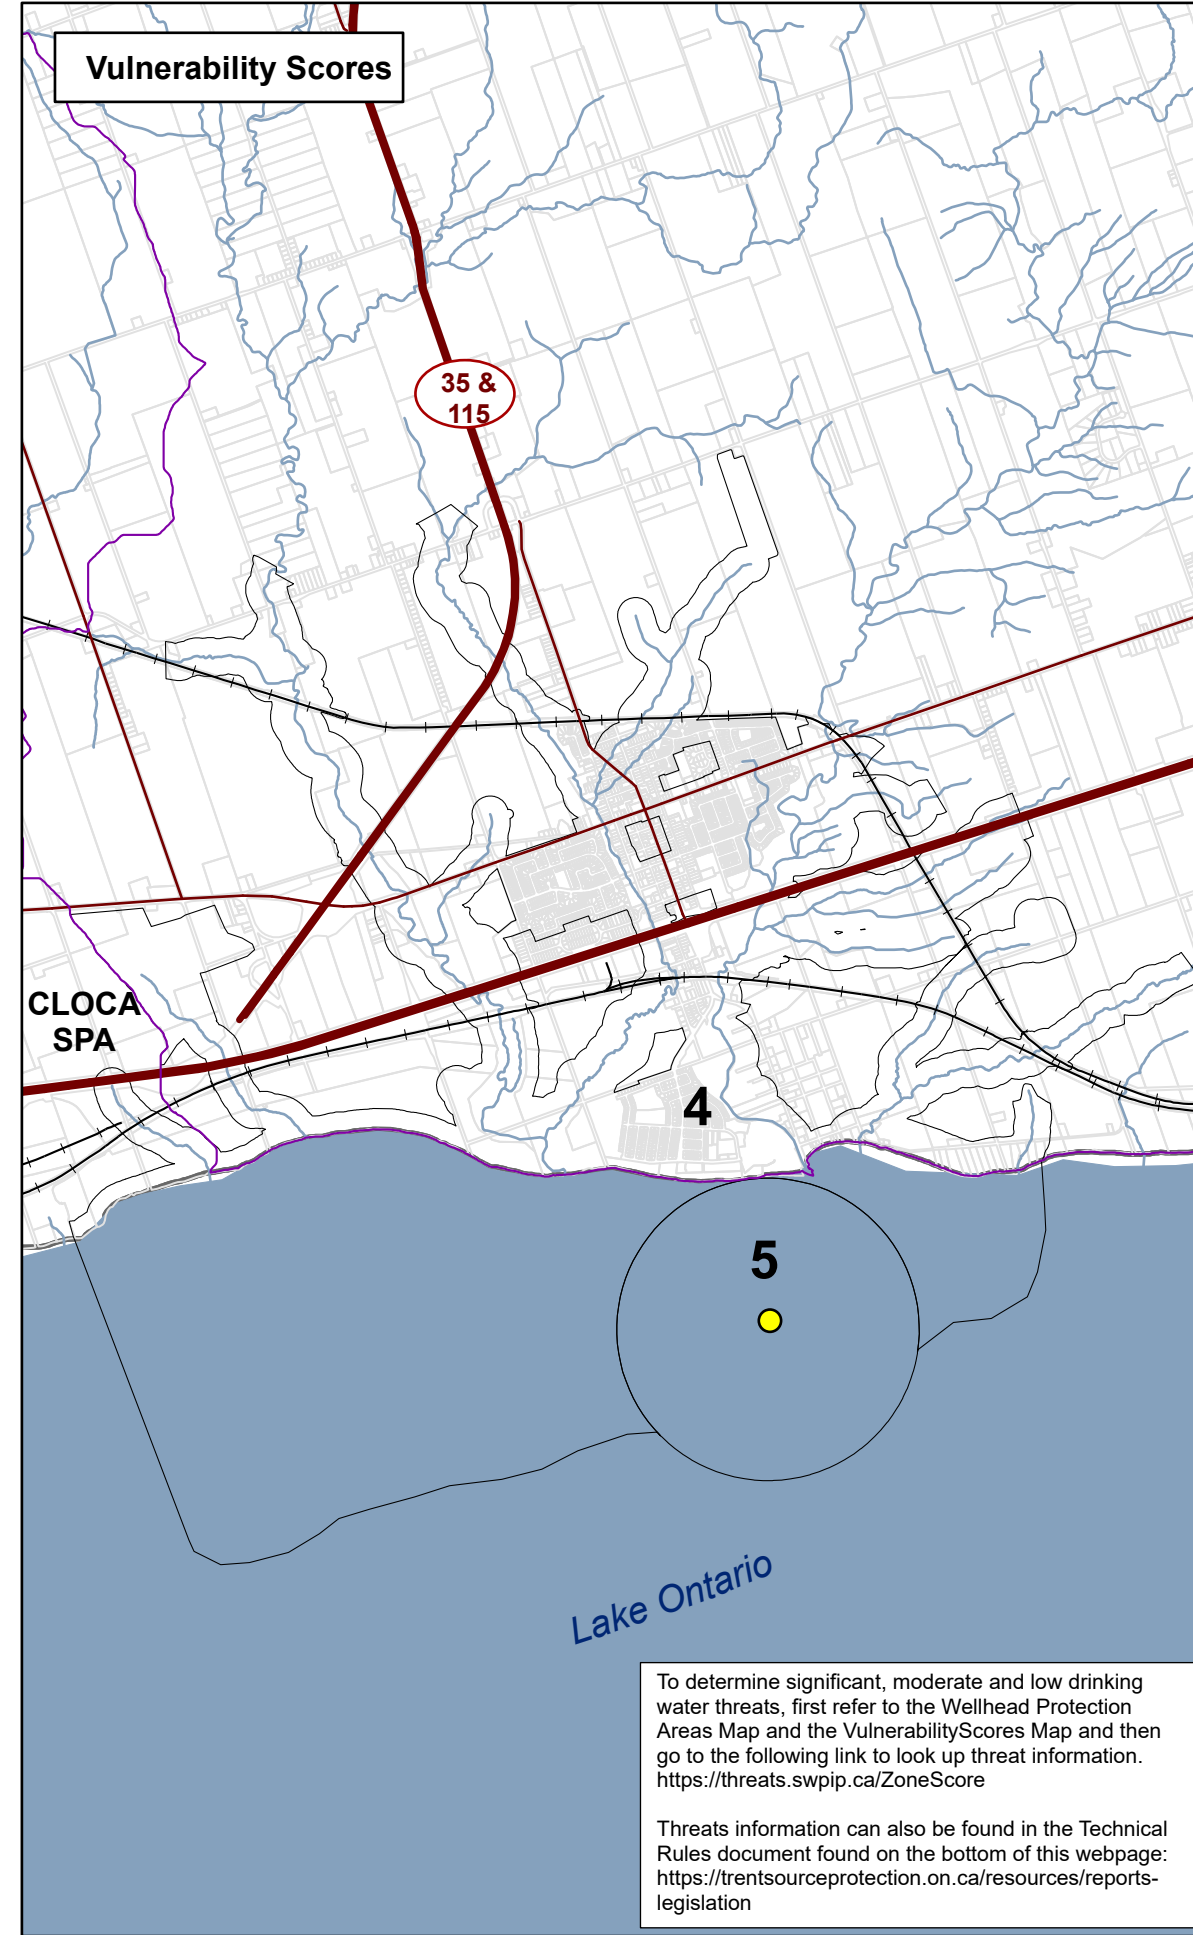 Vulnerability Scores
35 &
115
CLOCA
SPA
4
5
Lake Ontario
To determine significant, moderate and low drinking
water threats, first refer to the Wellhead Protection
Areas Map and the VulnerabilityScores Map and then
go to the following link to look up threat information.
https://threats.swpip.ca/ZoneScore
Threats information can also be found in the Technical
Rules document found on the bottom of this webpage:
https://trentsourceprotection.on.ca/resources/reports-
legislation